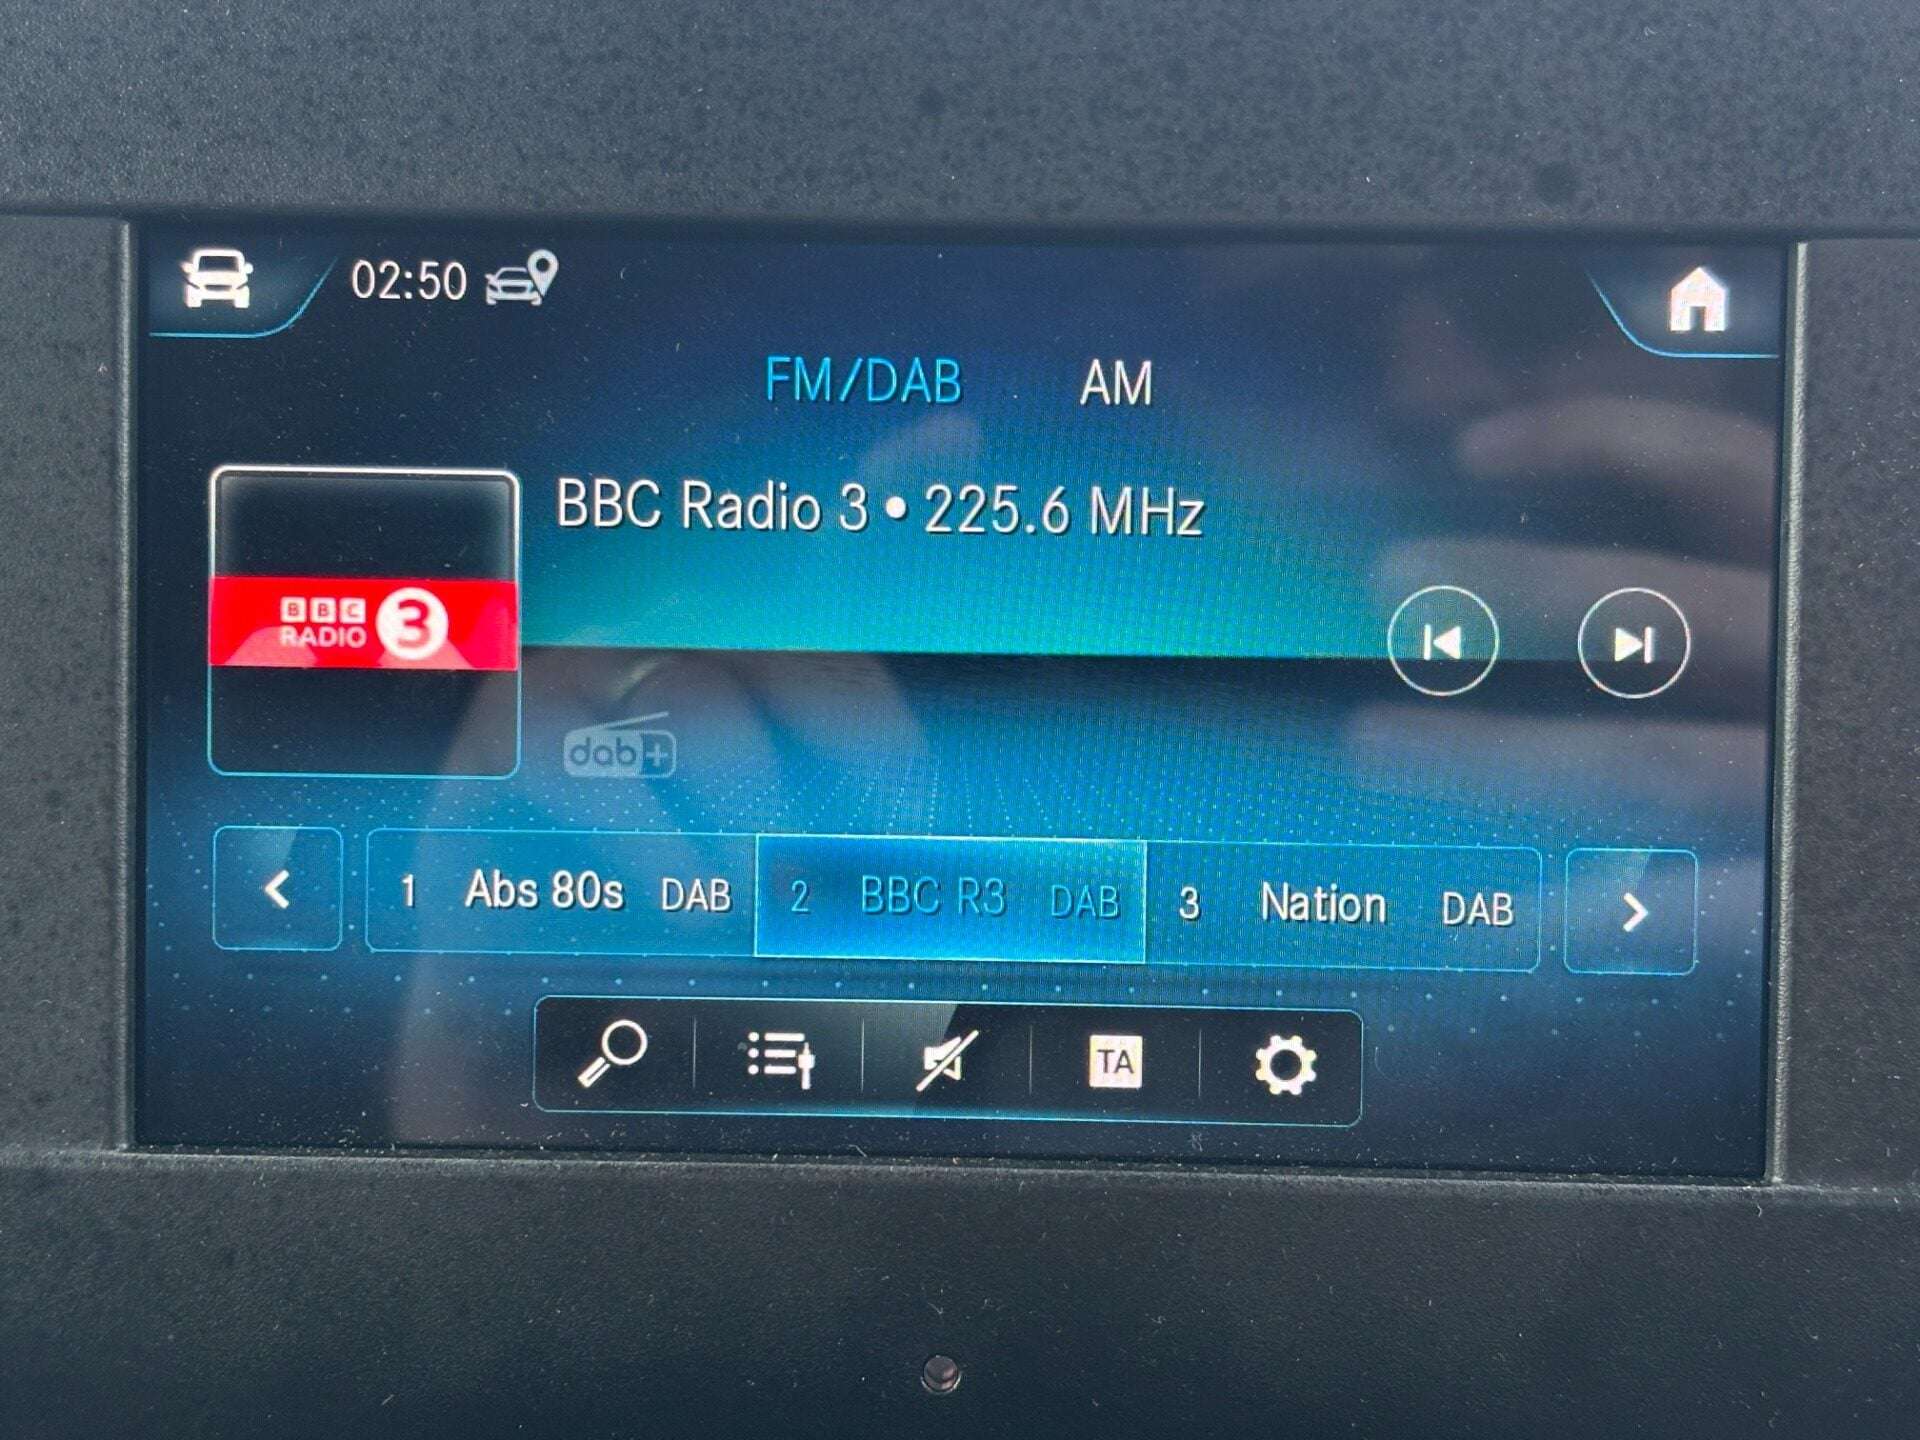 02:50
FM/DAB AM
BBC Radio 3 • 225.6 MHz
BBC
RADIO 3
dab+
1 Abs 80s DAB 2 BBC R3 DAB 3 Nation DAB
TA